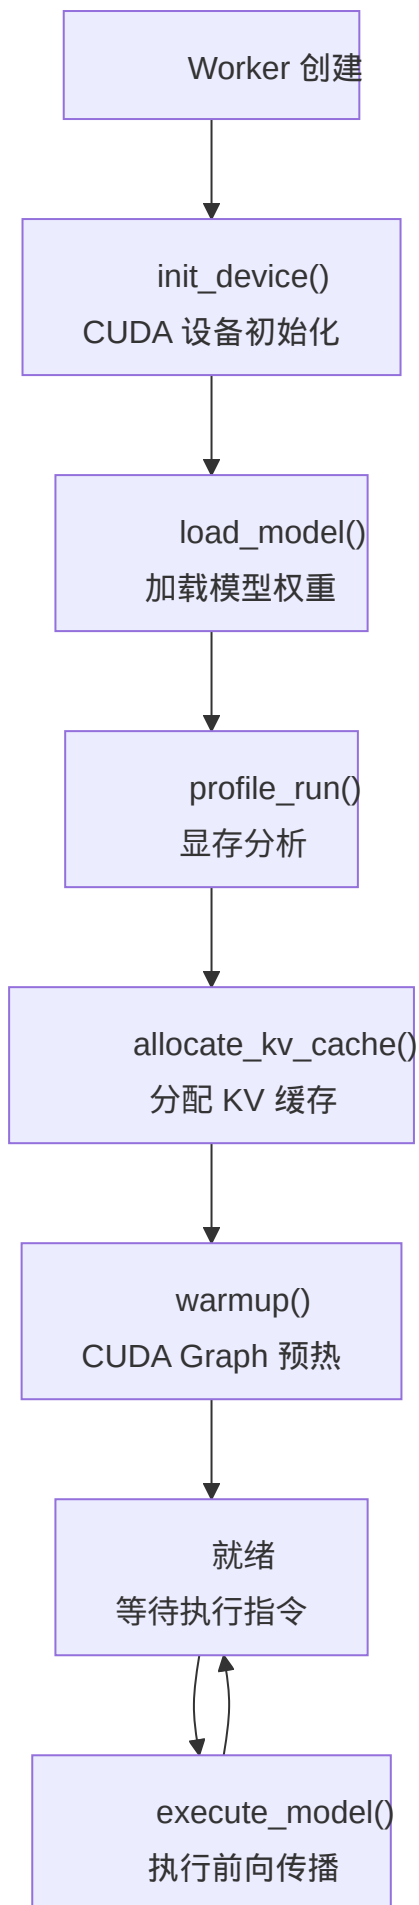 Worker 创建
init_device()
CUDA 设备初始化
load_model()
加载模型权重
profile_run()
显存分析
allocate_kv_cache()
分配 KV 缓存
warmup()
CUDA Graph 预热
就绪
等待执行指令
execute_model()
执行前向传播